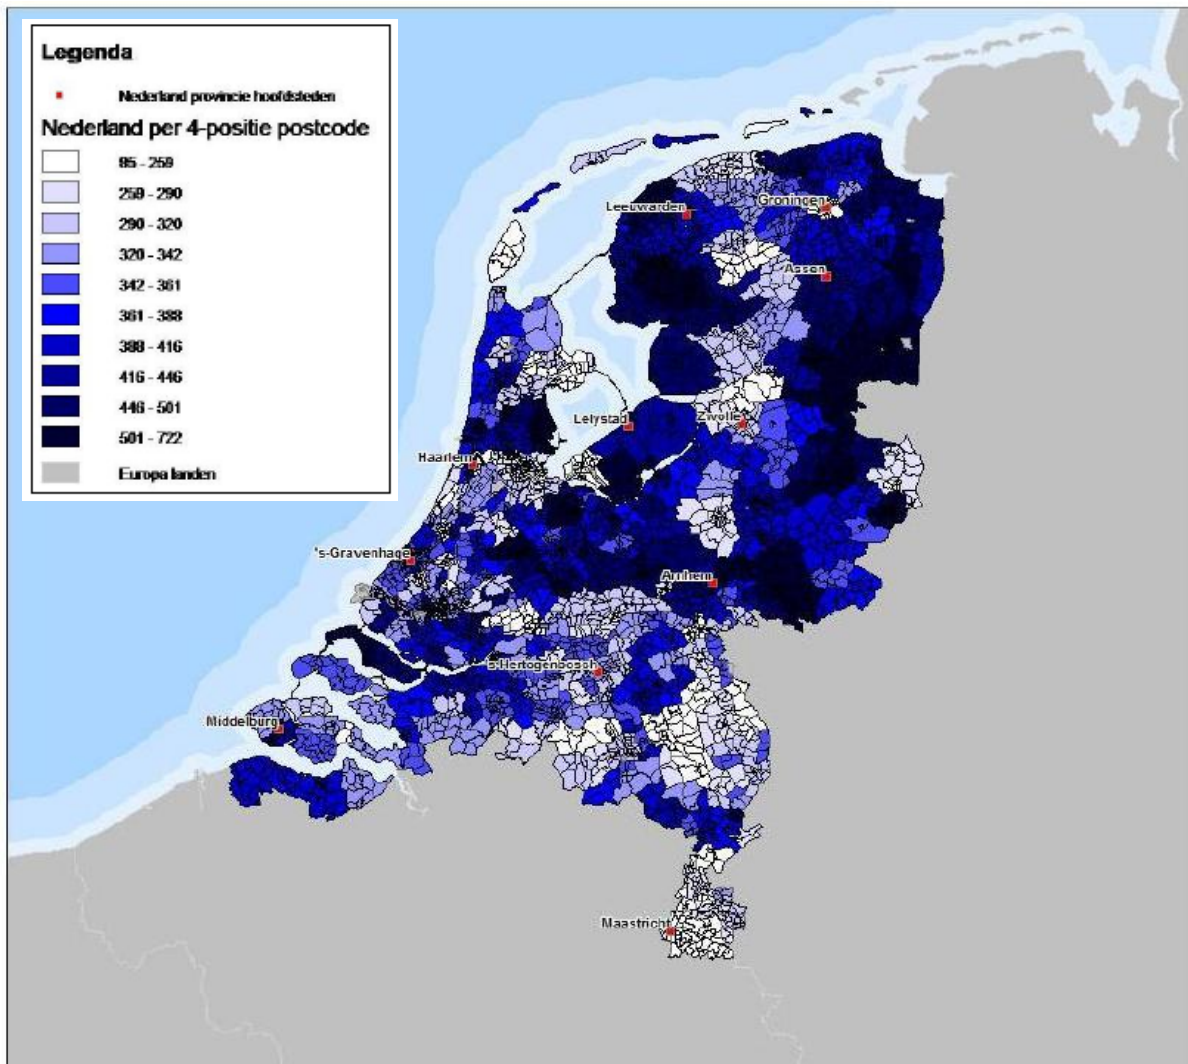 Legenda
Nederland provincie hoofdsteden
Nederland per 4-positie postcode
95 - 259
259 - 290
290 - 320
320 - 342
342 - 361
361 - 388
388 - 416
416 - 446
446 - 501
501 - 722
Europa landen
Leeuwarden
Groningen
Assen
Lelystad
Zwolle
Haarlem
's-Gravenhage
Arnhem
's-Hertogenbosch
Middelburg
Maastricht